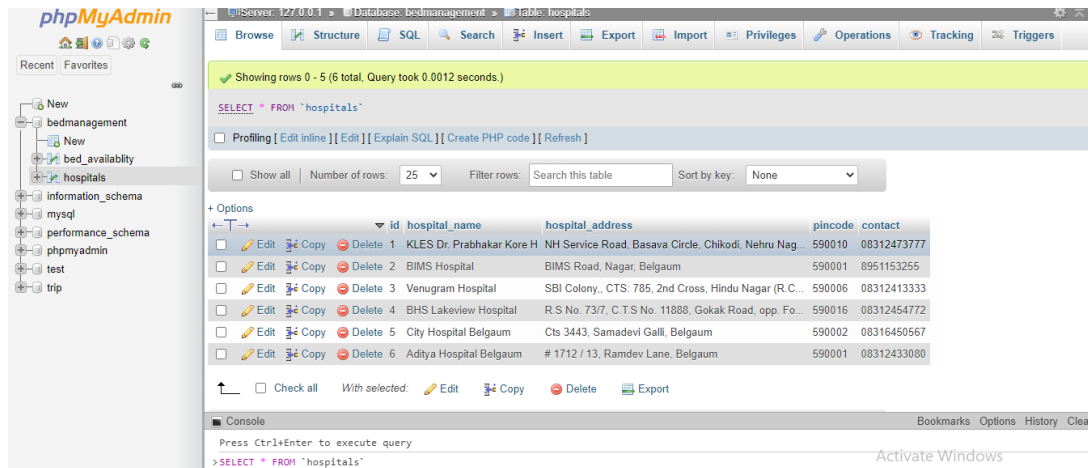 phpMyAdmin
Recent Favorites
New
bedmanagement
New
bed_availablity
hospitals
information_schema
mysql
performance_schema
phpmyadmin
test
trip
Server: 127.0.0.1 » Database: bedmanagement » Table: hospitals
Browse Structure SQL Search Insert Export Import Privileges Operations Tracking Triggers
Showing rows 0 - 5 (6 total, Query took 0.0012 seconds.)
SELECT * FROM `hospitals`
Profiling [ Edit inline ] [ Edit ] [ Explain SQL ] [ Create PHP code ] [ Refresh ]
Show all Number of rows: 25 Filter rows: Search this table Sort by key: None
+ Options
←T→ id hospital_name hospital_address pincode contact
Edit Copy Delete 1 KLES Dr. Prabhakar Kore H NH Service Road, Basava Circle, Chikodi, Nehru Nag... 590010 08312473777
Edit Copy Delete 2 BIMS Hospital BIMS Road, Nagar, Belgaum 590001 8951153255
Edit Copy Delete 3 Venugram Hospital SBI Colony,, CTS: 785, 2nd Cross, Hindu Nagar (R.C... 590006 08312413333
Edit Copy Delete 4 BHS Lakeview Hospital R.S No. 73/7, C.T.S No. 11888, Gokak Road, opp. Fo... 590016 08312454772
Edit Copy Delete 5 City Hospital Belgaum Cts 3443, Samadevi Galli, Belgaum 590002 08316450567
Edit Copy Delete 6 Aditya Hospital Belgaum # 1712 / 13, Ramdev Lane, Belgaum 590001 08312433080
Check all With selected: Edit Copy Delete Export
Console Bookmarks Options History Clea
Press Ctrl+Enter to execute query
>SELECT * FROM `hospitals`
Activate Windows